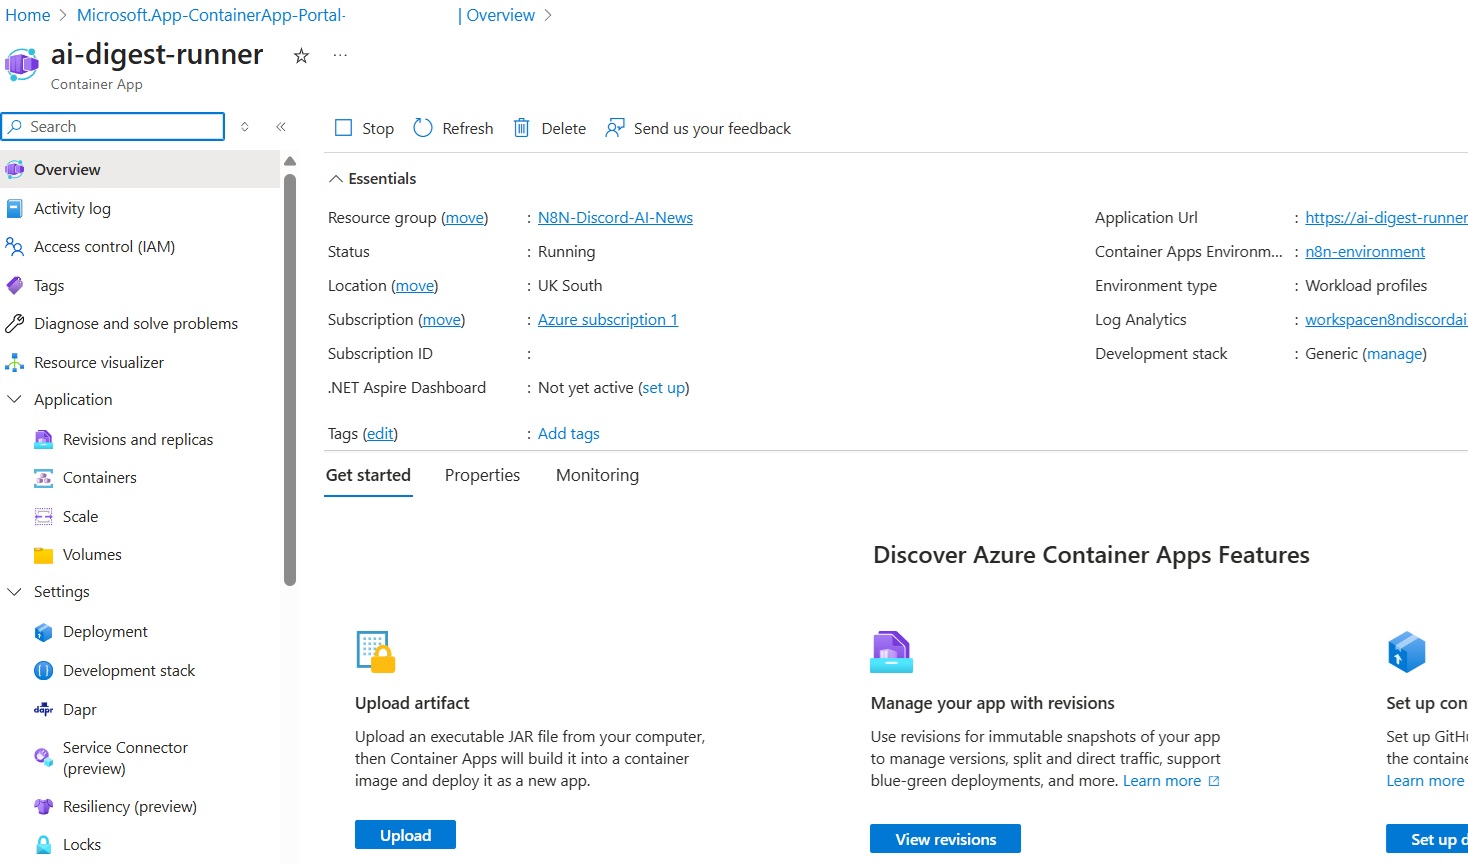 Home > Microsoft.App-ContainerApp-Portal- | Overview >
ai-digest-runner
Container App
Search
Stop Refresh Delete Send us your feedback
Overview
Activity log
Access control (IAM)
Tags
Diagnose and solve problems
Resource visualizer
Application
Revisions and replicas
Containers
Scale
Volumes
Settings
Deployment
Development stack
dapr Dapr
Service Connector
(preview)
Resiliency (preview)
Locks
Essentials
Resource group (move) : N8N-Discord-AI-News
Status : Running
Location (move) : UK South
Subscription (move) : Azure subscription 1
Subscription ID :
.NET Aspire Dashboard : Not yet active (set up)
Tags (edit) : Add tags
Application Url : https://ai-digest-runner
Container Apps Environm... : n8n-environment
Environment type : Workload profiles
Log Analytics : workspacen8ndiscordai
Development stack : Generic (manage)
Get started Properties Monitoring
Discover Azure Container Apps Features
Upload artifact
Upload an executable JAR file from your computer,
then Container Apps will build it into a container
image and deploy it as a new app.
Upload
Manage your app with revisions
Use revisions for immutable snapshots of your app
to manage versions, split and direct traffic, support
blue-green deployments, and more. Learn more
View revisions
Set up con
Set up GitH
the containe
Learn more
Set up d